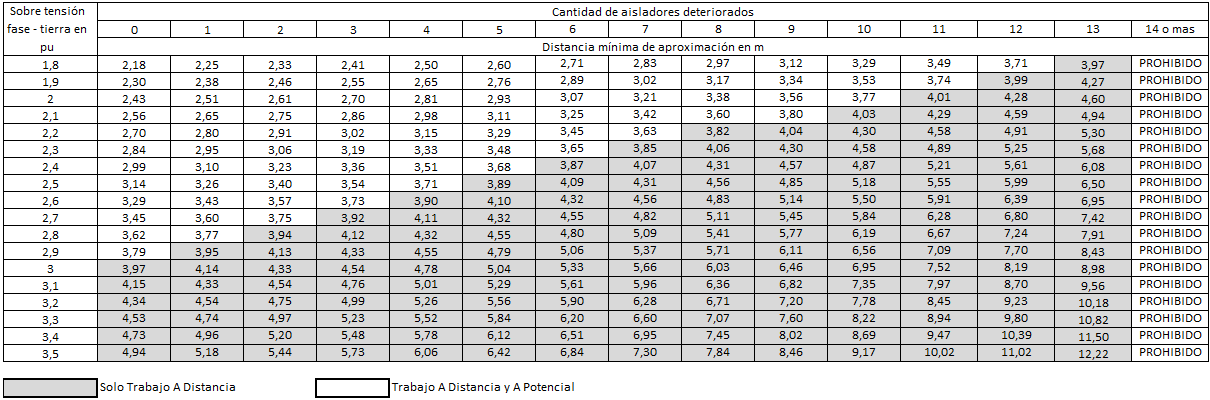 Sobre tensión fase - tierra en pu Cantidad de aisladores deteriorados
0 1 2 3 4 5 6 7 8 9 10 11 12 13 14 o mas
Distancia mínima de aproximación en m
1,8 2,18 2,25 2,33 2,41 2,50 2,60 2,71 2,83 2,97 3,12 3,29 3,49 3,71 3,97 PROHIBIDO
1,9 2,30 2,38 2,46 2,55 2,65 2,76 2,89 3,02 3,17 3,34 3,53 3,74 3,99 4,27 PROHIBIDO
2 2,43 2,51 2,61 2,70 2,81 2,93 3,07 3,21 3,38 3,56 3,77 4,01 4,28 4,60 PROHIBIDO
2,1 2,56 2,65 2,75 2,86 2,98 3,11 3,25 3,42 3,60 3,80 4,03 4,29 4,59 4,94 PROHIBIDO
2,2 2,70 2,80 2,91 3,02 3,15 3,29 3,45 3,63 3,82 4,04 4,30 4,58 4,91 5,30 PROHIBIDO
2,3 2,84 2,95 3,06 3,19 3,33 3,48 3,65 3,85 4,06 4,30 4,58 4,89 5,25 5,68 PROHIBIDO
2,4 2,99 3,10 3,23 3,36 3,51 3,68 3,87 4,07 4,31 4,57 4,87 5,21 5,61 6,08 PROHIBIDO
2,5 3,14 3,26 3,40 3,54 3,71 3,89 4,09 4,31 4,56 4,85 5,18 5,55 5,99 6,50 PROHIBIDO
2,6 3,29 3,43 3,57 3,73 3,90 4,10 4,32 4,56 4,83 5,14 5,50 5,91 6,39 6,95 PROHIBIDO
2,7 3,45 3,60 3,75 3,92 4,11 4,32 4,55 4,82 5,11 5,45 5,84 6,28 6,80 7,42 PROHIBIDO
2,8 3,62 3,77 3,94 4,12 4,32 4,55 4,80 5,09 5,41 5,77 6,19 6,67 7,24 7,91 PROHIBIDO
2,9 3,79 3,95 4,13 4,33 4,55 4,79 5,06 5,37 5,71 6,11 6,56 7,09 7,70 8,43 PROHIBIDO
3 3,97 4,14 4,33 4,54 4,78 5,04 5,33 5,66 6,03 6,46 6,95 7,52 8,19 8,98 PROHIBIDO
3,1 4,15 4,33 4,54 4,76 5,01 5,29 5,61 5,96 6,36 6,82 7,35 7,97 8,70 9,56 PROHIBIDO
3,2 4,34 4,54 4,75 4,99 5,26 5,56 5,90 6,28 6,71 7,20 7,78 8,45 9,23 10,18 PROHIBIDO
3,3 4,53 4,74 4,97 5,23 5,52 5,84 6,20 6,60 7,07 7,60 8,22 8,94 9,80 10,82 PROHIBIDO
3,4 4,73 4,96 5,20 5,48 5,78 6,12 6,51 6,95 7,45 8,02 8,69 9,47 10,39 11,50 PROHIBIDO
3,5 4,94 5,18 5,44 5,73 6,06 6,42 6,84 7,30 7,84 8,46 9,17 10,02 11,02 12,22 PROHIBIDO
Solo Trabajo A Distancia Trabajo A Distancia y A Potencial